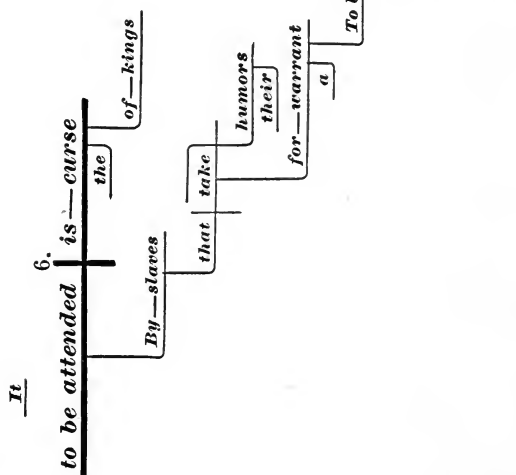 6.
It
to be attended is—curse
the
of—kings
By—slaves
that take
humors
their
for—warrant
a
To